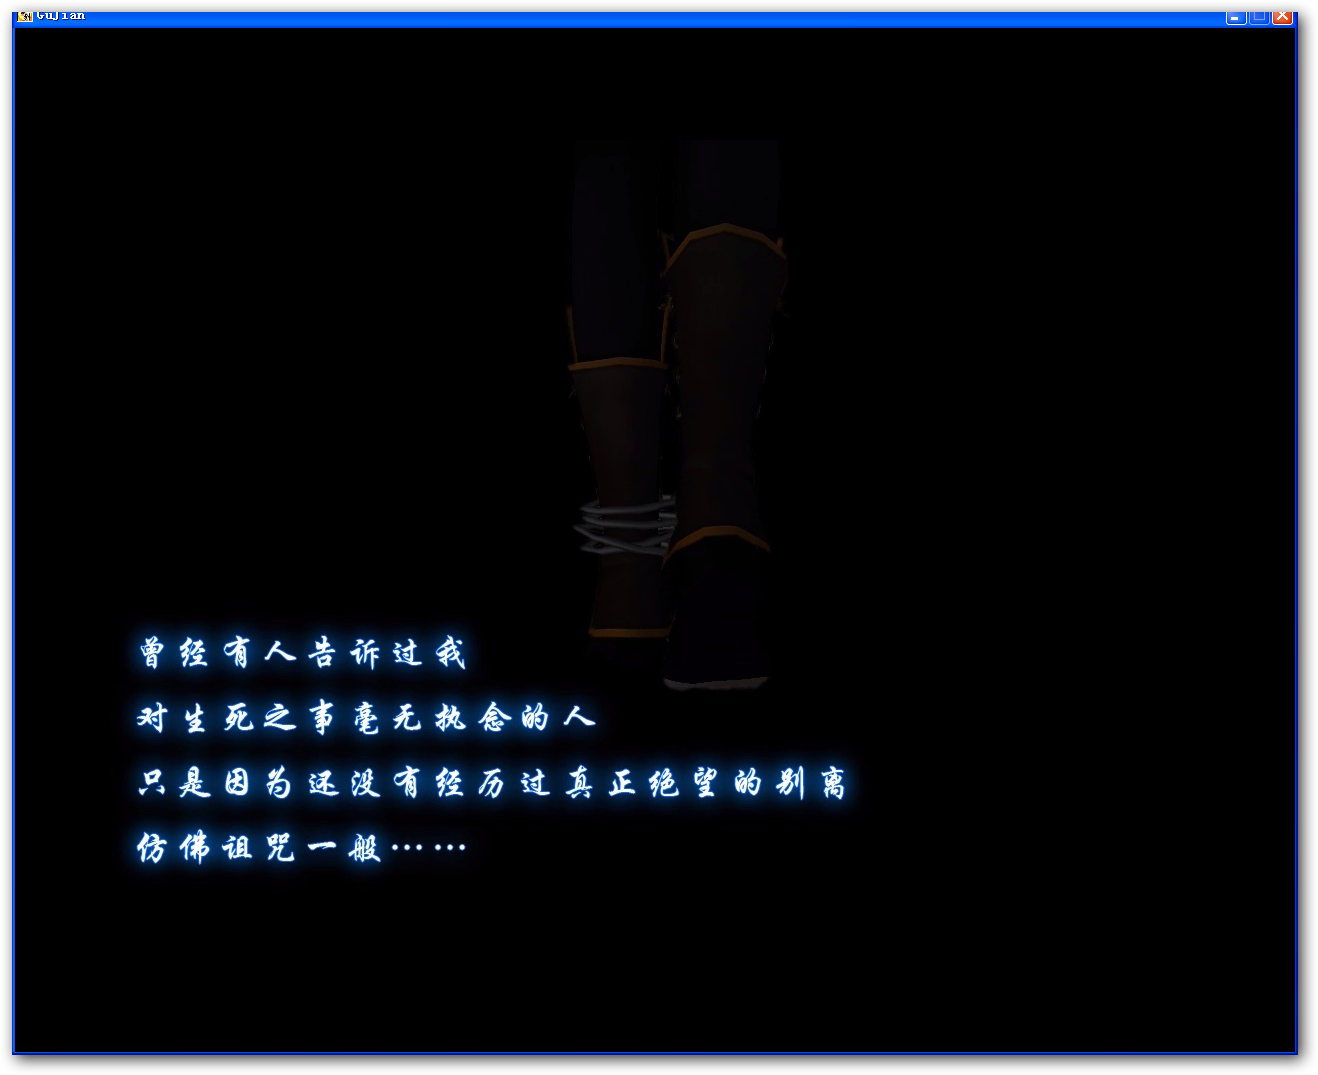 GuJian
曾经有人告诉过我
对生死之事毫无执念的人
只是因为还没有经历过真正绝望的别离
仿佛诅咒一般……